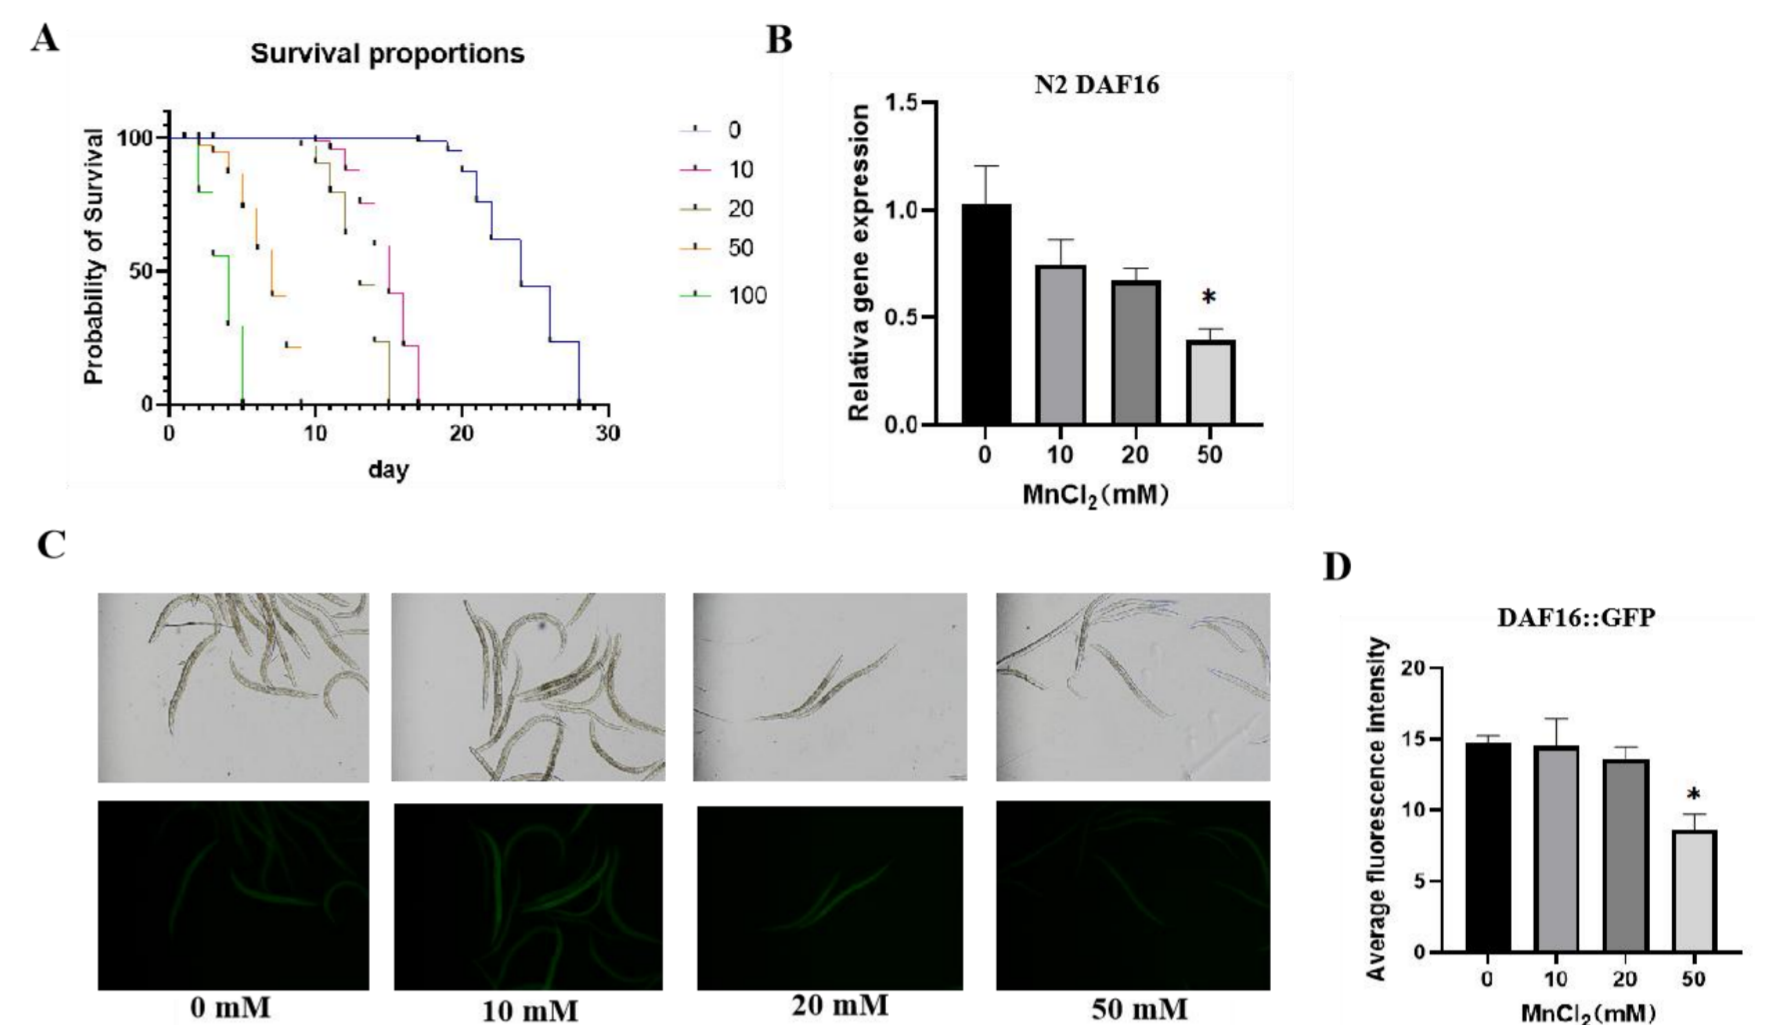 A
Survival proportions
Probability of Survival
100
50
0
0 10 20 30
day
0
10
20
50
100
B
N2 DAF16
Relativa gene expression
1.5
1.0
0.5
0.0
0 10 20 50
*
MnCl₂(mM)
C
0 mM 10 mM 20 mM 50 mM
D
DAF16::GFP
Average fluorescence intensity
20
15
10
5
0
0 10 20 50
*
MnCl₂(mM)